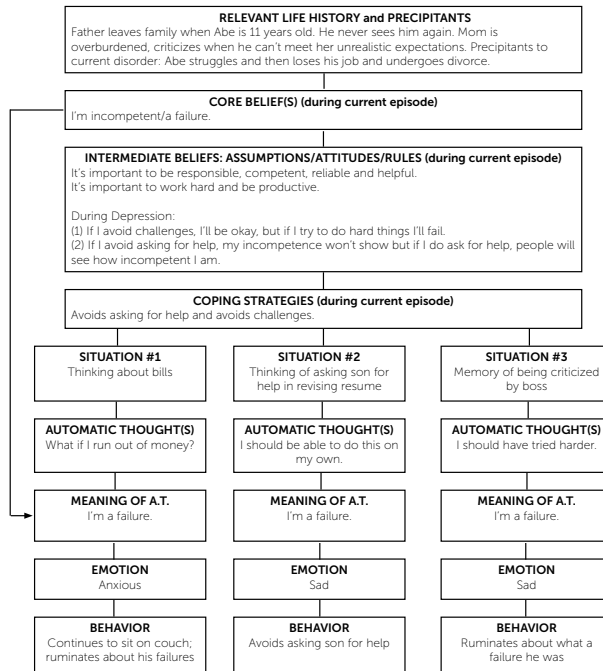 RELEVANT LIFE HISTORY and PRECIPITANTS
Father leaves family when Abe is 11 years old. He never sees him again. Mom is
overburdened, criticizes when he can't meet her unrealistic expectations. Precipitants to
current disorder: Abe struggles and then loses his job and undergoes divorce.
CORE BELIEF(S) (during current episode)
I'm incompetent/a failure.
INTERMEDIATE BELIEFS: ASSUMPTIONS/ATTITUDES/RULES (during current episode)
It's important to be responsible, competent, reliable and helpful.
It's important to work hard and be productive.
During Depression:
(1) If I avoid challenges, I'll be okay, but if I try to do hard things I'll fail.
(2) If I avoid asking for help, my incompetence won't show but if I do ask for help, people will
see how incompetent I am.
COPING STRATEGIES (during current episode)
Avoids asking for help and avoids challenges.
SITUATION #1
Thinking about bills
AUTOMATIC THOUGHT(S)
What if I run out of money?
MEANING OF A.T.
I'm a failure.
EMOTION
Anxious
BEHAVIOR
Continues to sit on couch;
ruminates about his failures
SITUATION #2
Thinking of asking son for
help in revising resume
AUTOMATIC THOUGHT(S)
I should be able to do this on
my own.
MEANING OF A.T.
I'm a failure.
EMOTION
Sad
BEHAVIOR
Avoids asking son for help
SITUATION #3
Memory of being criticized
by boss
AUTOMATIC THOUGHT(S)
I should have tried harder.
MEANING OF A.T.
I'm a failure.
EMOTION
Sad
BEHAVIOR
Ruminates about what a
failure he was